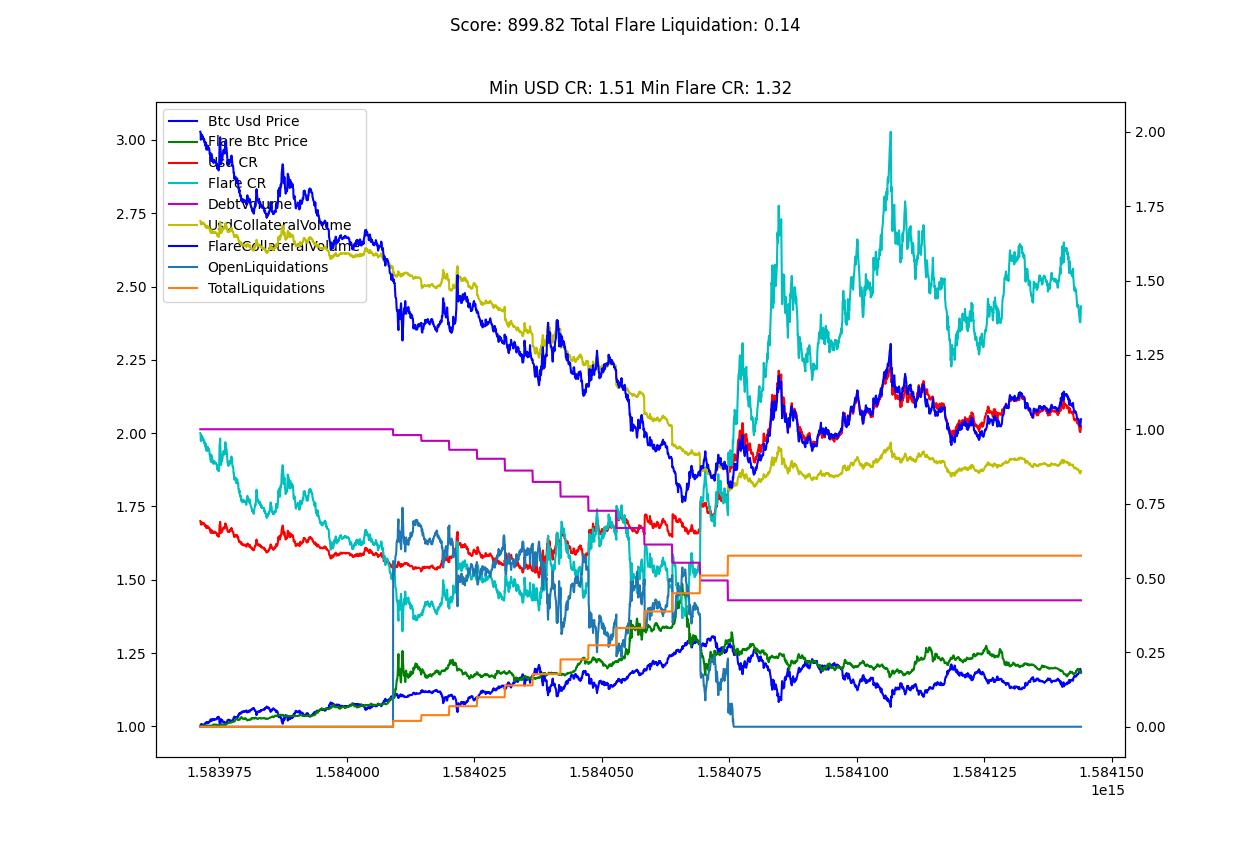 Score: 899.82 Total Flare Liquidation: 0.14
Min USD CR: 1.51 Min Flare CR: 1.32
Btc Usd Price
Flare Btc Price
Usd CR
Flare CR
DebtVolume
UsdCollateralVolume
FlareCollateralVolume
OpenLiquidations
TotalLiquidations
3.00
2.75
2.50
2.25
2.00
1.75
1.50
1.25
1.00
2.00
1.75
1.50
1.25
1.00
0.75
0.50
0.25
0.00
1.583975
1.584000
1.584025
1.584050
1.584075
1.584100
1.584125
1.584150
1e15